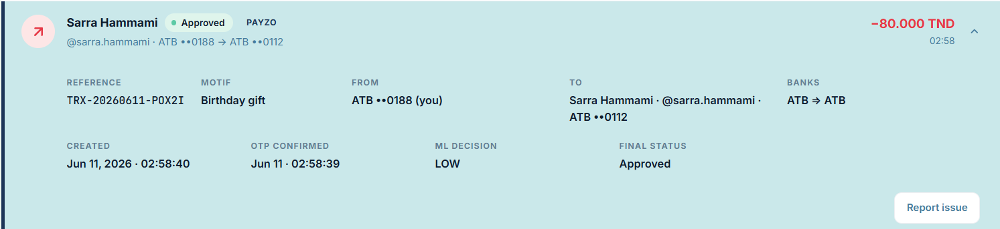 Sarra Hammami Approved PAYZO −80.000 TND
@sarra.hammami · ATB ••0188 → ATB ••0112 02:58
REFERENCE MOTIF FROM TO BANKS
TRX-20260611-POX2I Birthday gift ATB ••0188 (you) Sarra Hammami · @sarra.hammami · ATB ⇒ ATB
ATB ••0112
CREATED OTP CONFIRMED ML DECISION FINAL STATUS
Jun 11, 2026 · 02:58:40 Jun 11 · 02:58:39 LOW Approved
Report issue